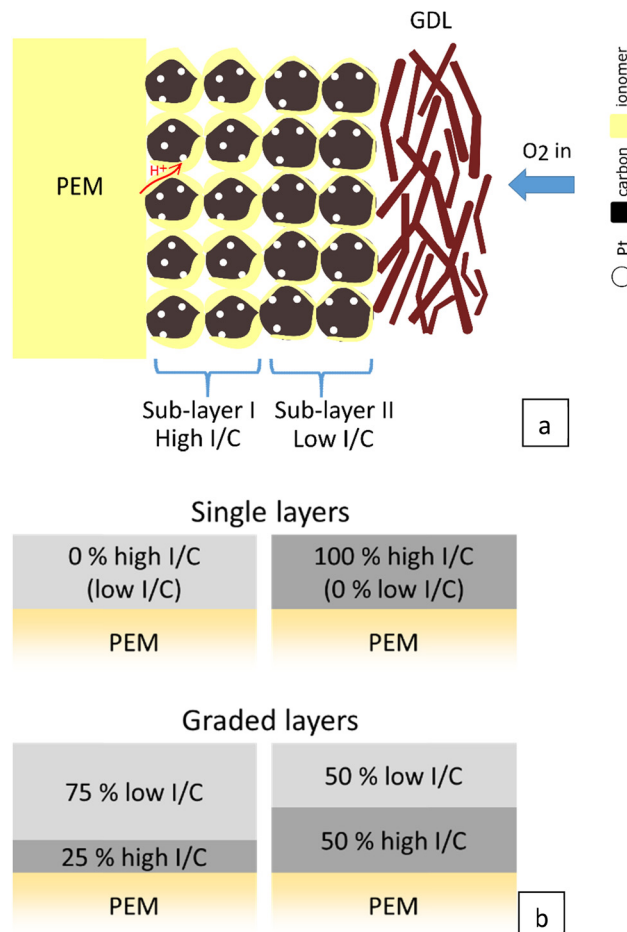 GDL
PEM
H+
O2 in
Pt carbon ionomer
Sub-layer I
High I/C
Sub-layer II
Low I/C
a
Single layers
0 % high I/C
(low I/C)
PEM
100 % high I/C
(0 % low I/C)
PEM
Graded layers
75 % low I/C
25 % high I/C
PEM
50 % low I/C
50 % high I/C
PEM
b